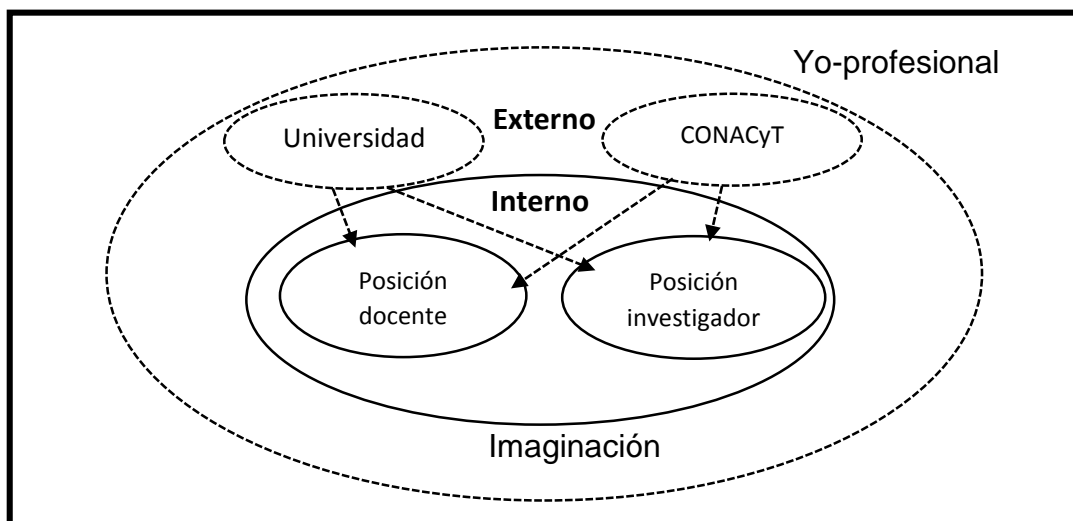 Yo-profesional
Externo
Universidad
CONACyT
Interno
Posición
docente
Posición
investigador
Imaginación